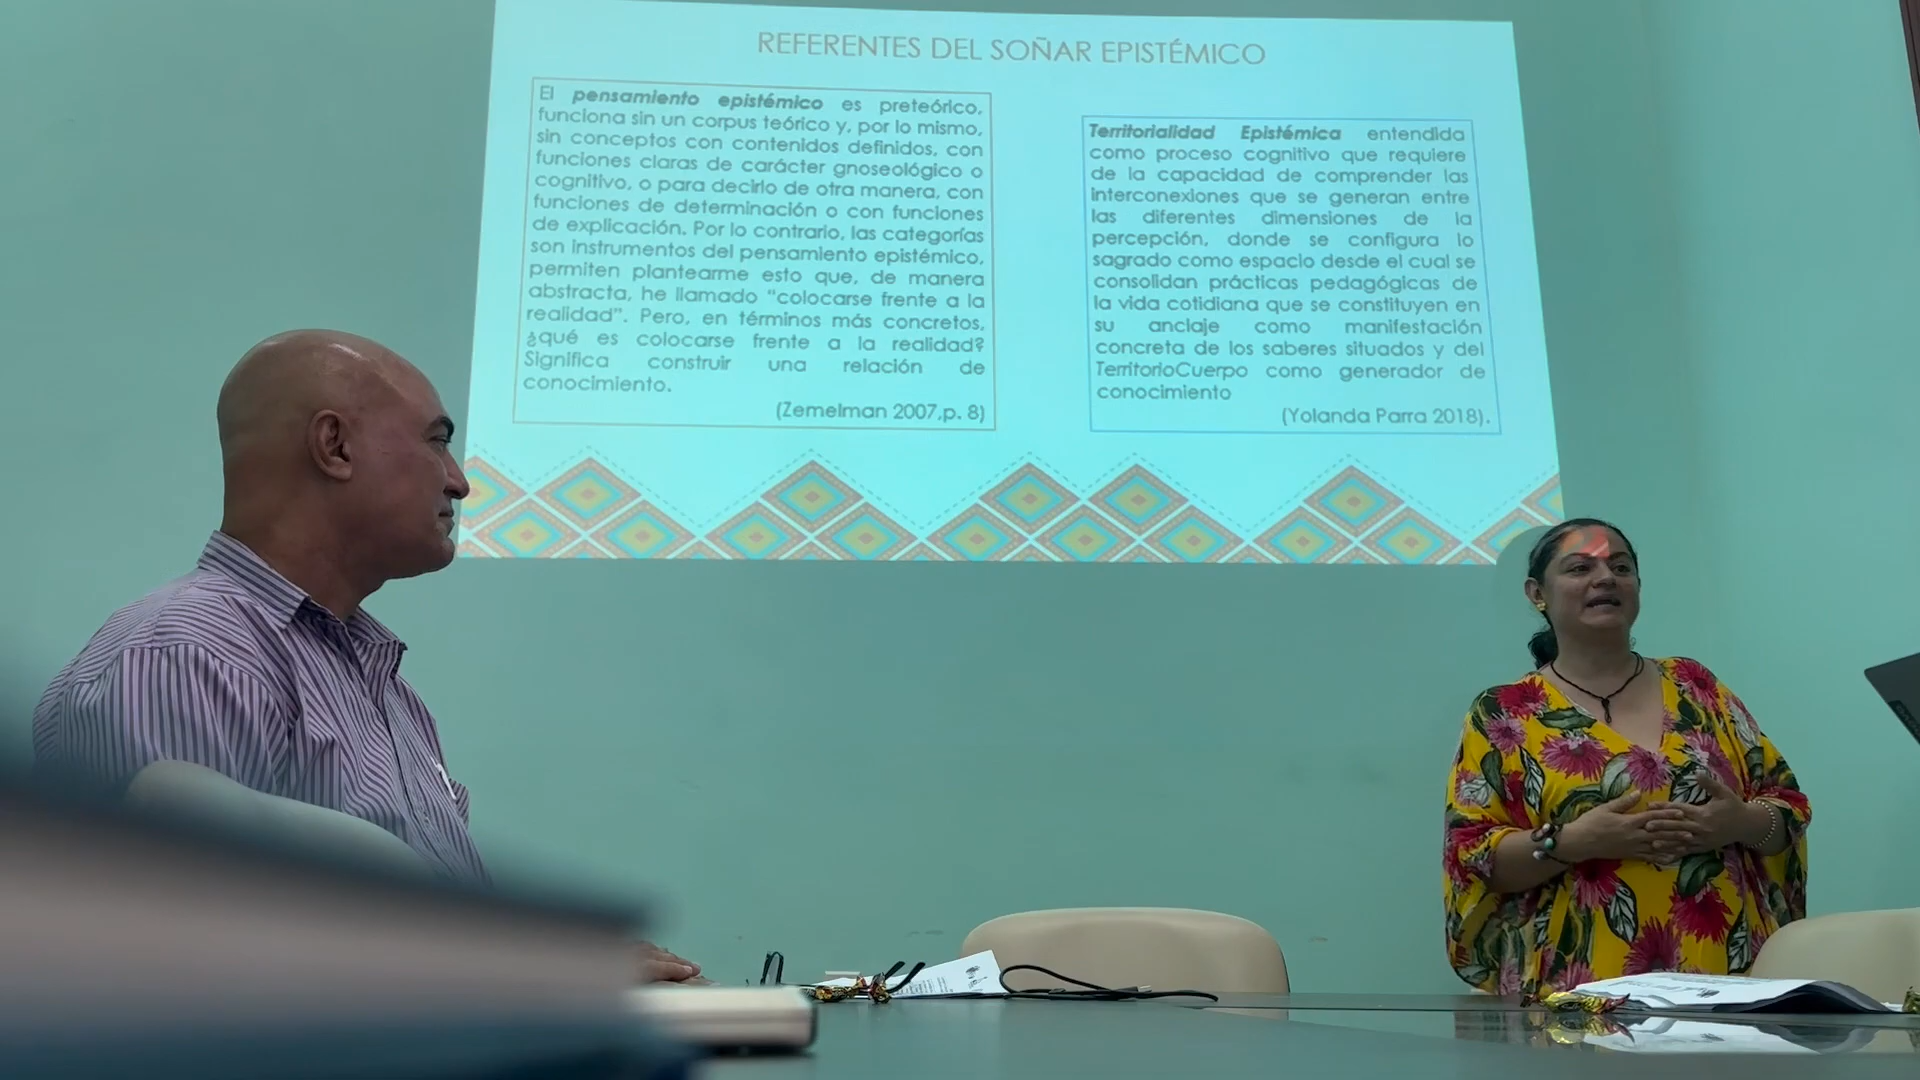 REFERENTES DEL SOÑAR EPISTÉMICO
El pensamiento epistémico es preteórico,
funciona sin un corpus teórico y, por lo mismo,
sin conceptos con contenidos definidos, con
funciones claras de carácter gnoseológico o
cognitivo, o para decirlo de otra manera, con
funciones de determinación o con funciones
de explicación. Por lo contrario, las categorías
son instrumentos del pensamiento epistémico,
permiten plantearme esto que, de manera
abstracta, he llamado "colocarse frente a la
realidad". Pero, en términos más concretos,
¿qué es colocarse frente a la realidad?
Significa construir una relación de
conocimiento.
(Zemelman 2007,p. 8)
Territorialidad Epistémica entendida
como proceso cognitivo que requiere
de la capacidad de comprender las
interconexiones que se generan entre
las diferentes dimensiones de la
percepción, donde se configura lo
sagrado como espacio desde el cual se
consolidan prácticas pedagógicas de
la vida cotidiana que se constituyen en
su anclaje como manifestación
concreta de los saberes situados y del
TerritorioCuerpo como generador de
conocimiento
(Yolanda Parra 2018).